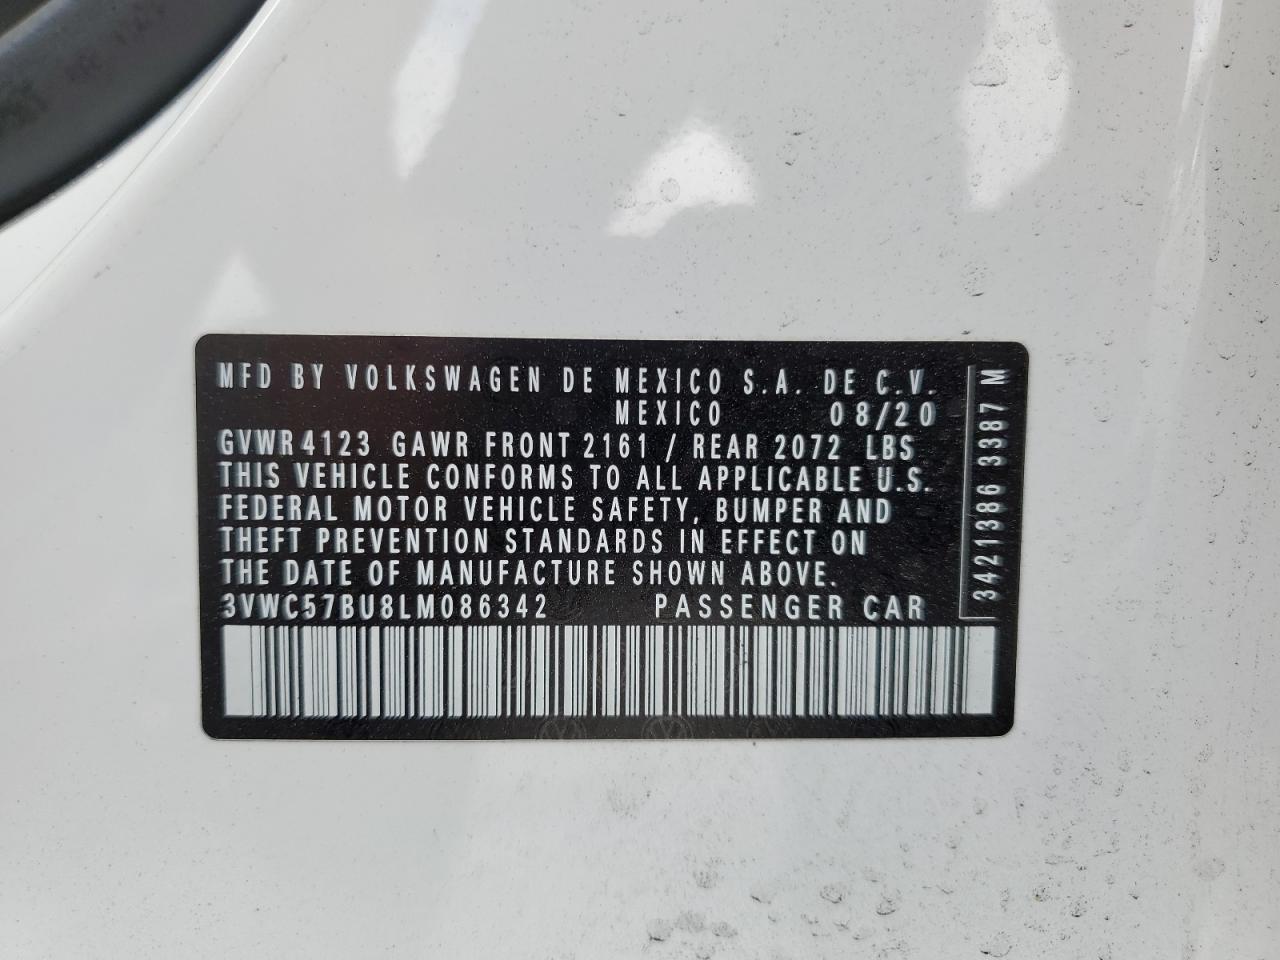 MFD BY VOLKSWAGEN DE MEXICO S.A. DE C.V.
MEXICO 08/20
GVWR 4123 GAWR FRONT 2161 / REAR 2072 LBS
THIS VEHICLE CONFORMS TO ALL APPLICABLE U.S.
FEDERAL MOTOR VEHICLE SAFETY, BUMPER AND
THEFT PREVENTION STANDARDS IN EFFECT ON
THE DATE OF MANUFACTURE SHOWN ABOVE.
3VWC57BU8LM086342 PASSENGER CAR
34211386 3387 M